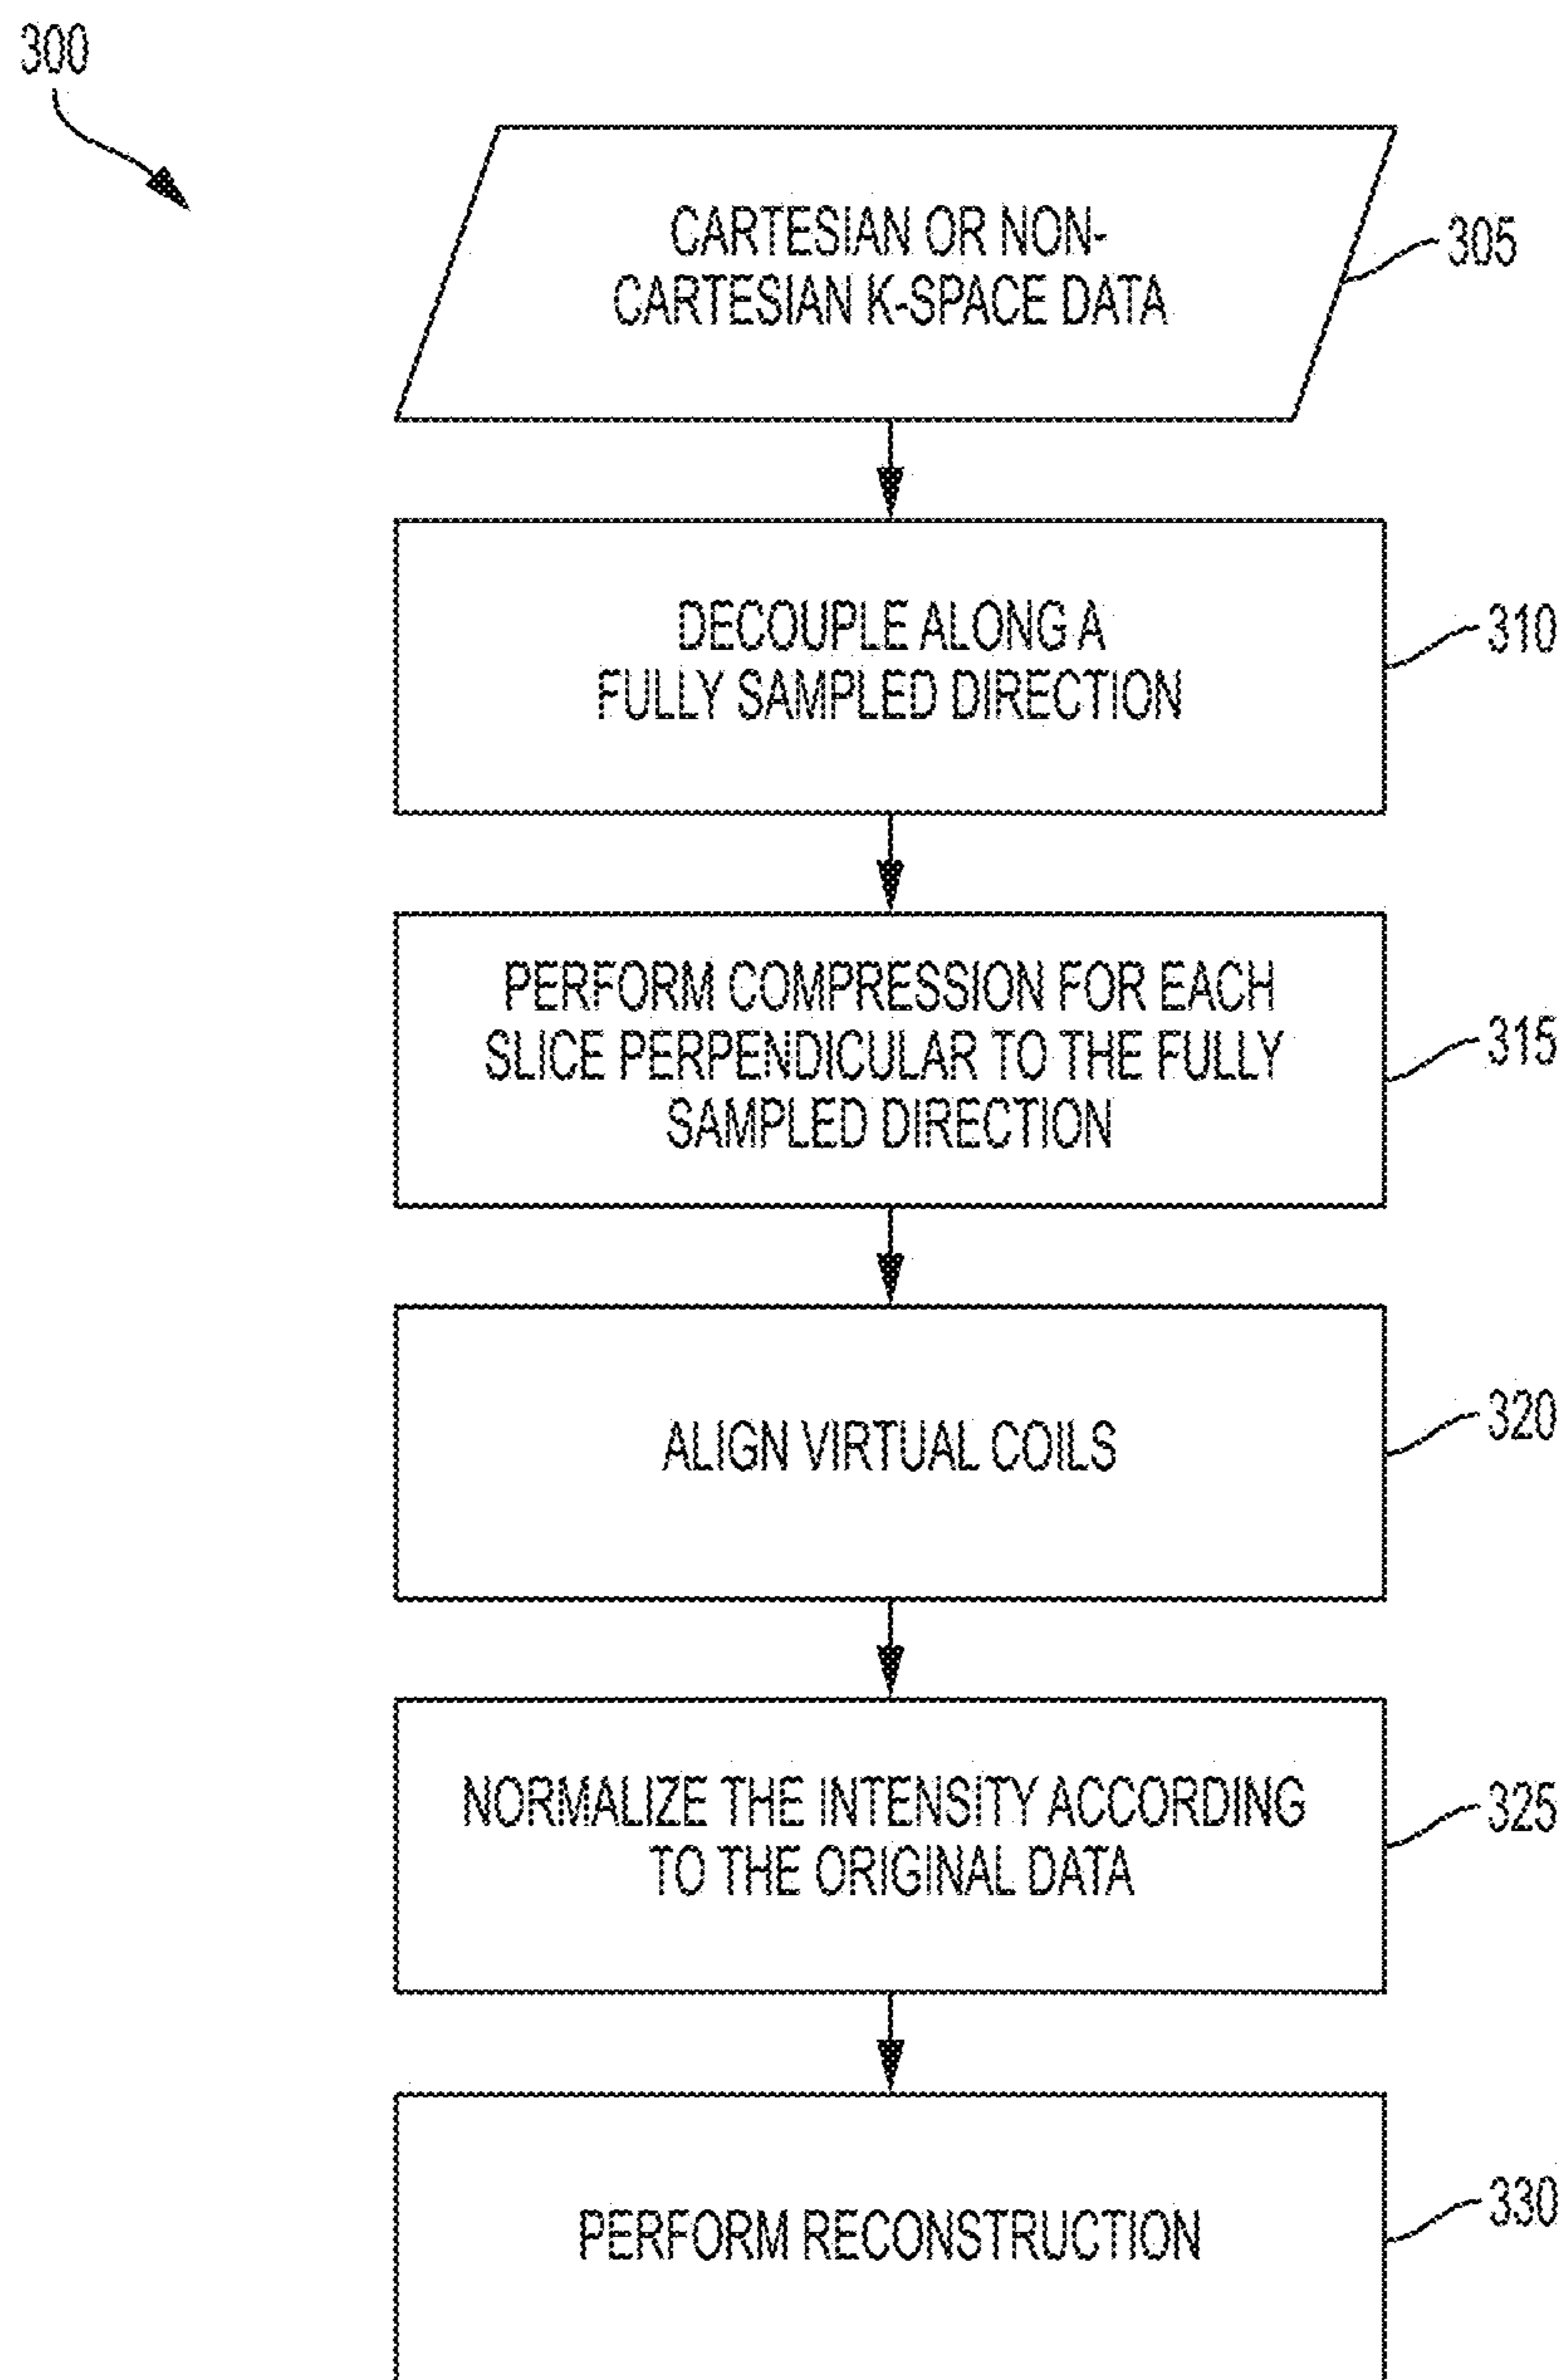 300
CARTESIAN OR NON-
CARTESIAN K-SPACE DATA
305
DECOUPLE ALONG A
FULLY SAMPLED DIRECTION
310
PERFORM COMPRESSION FOR EACH
SLICE PERPENDICULAR TO THE FULLY
SAMPLED DIRECTION
315
ALIGN VIRTUAL COILS
320
NORMALIZE THE INTENSITY ACCORDING
TO THE ORIGINAL DATA
325
PERFORM RECONSTRUCTION
330